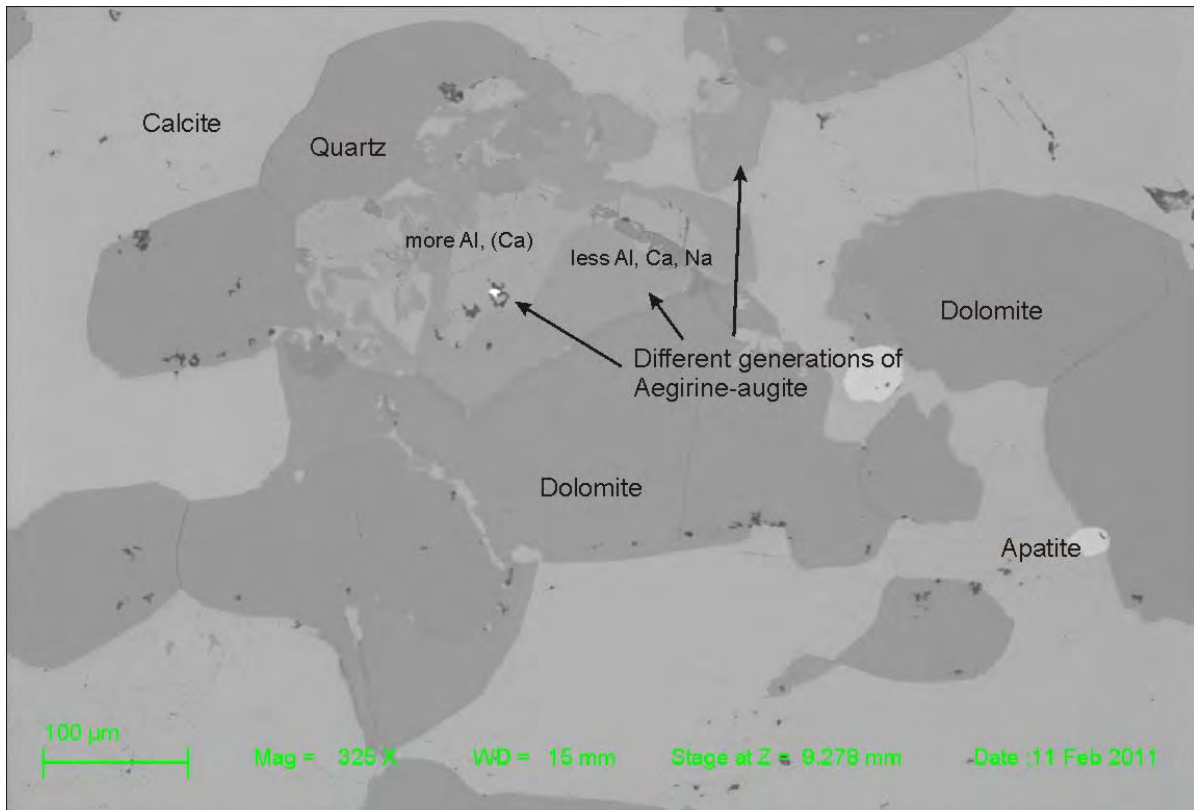 Calcite
Quartz
more Al, (Ca)
less Al, Ca, Na
Dolomite
Different generations of
Aegirine-augite
Dolomite
Apatite
100 µm
Mag = 325 X
WD = 15 mm
Stage at Z = 9.278 mm
Date :11 Feb 2011